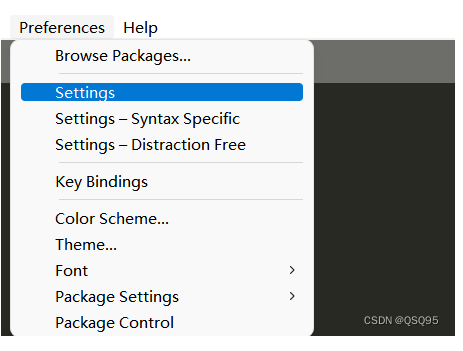 Preferences Help
Browse Packages...
Settings
Settings – Syntax Specific
Settings – Distraction Free
Key Bindings
Color Scheme...
Theme...
Font
Package Settings
Package Control
CSDN @QSQ95